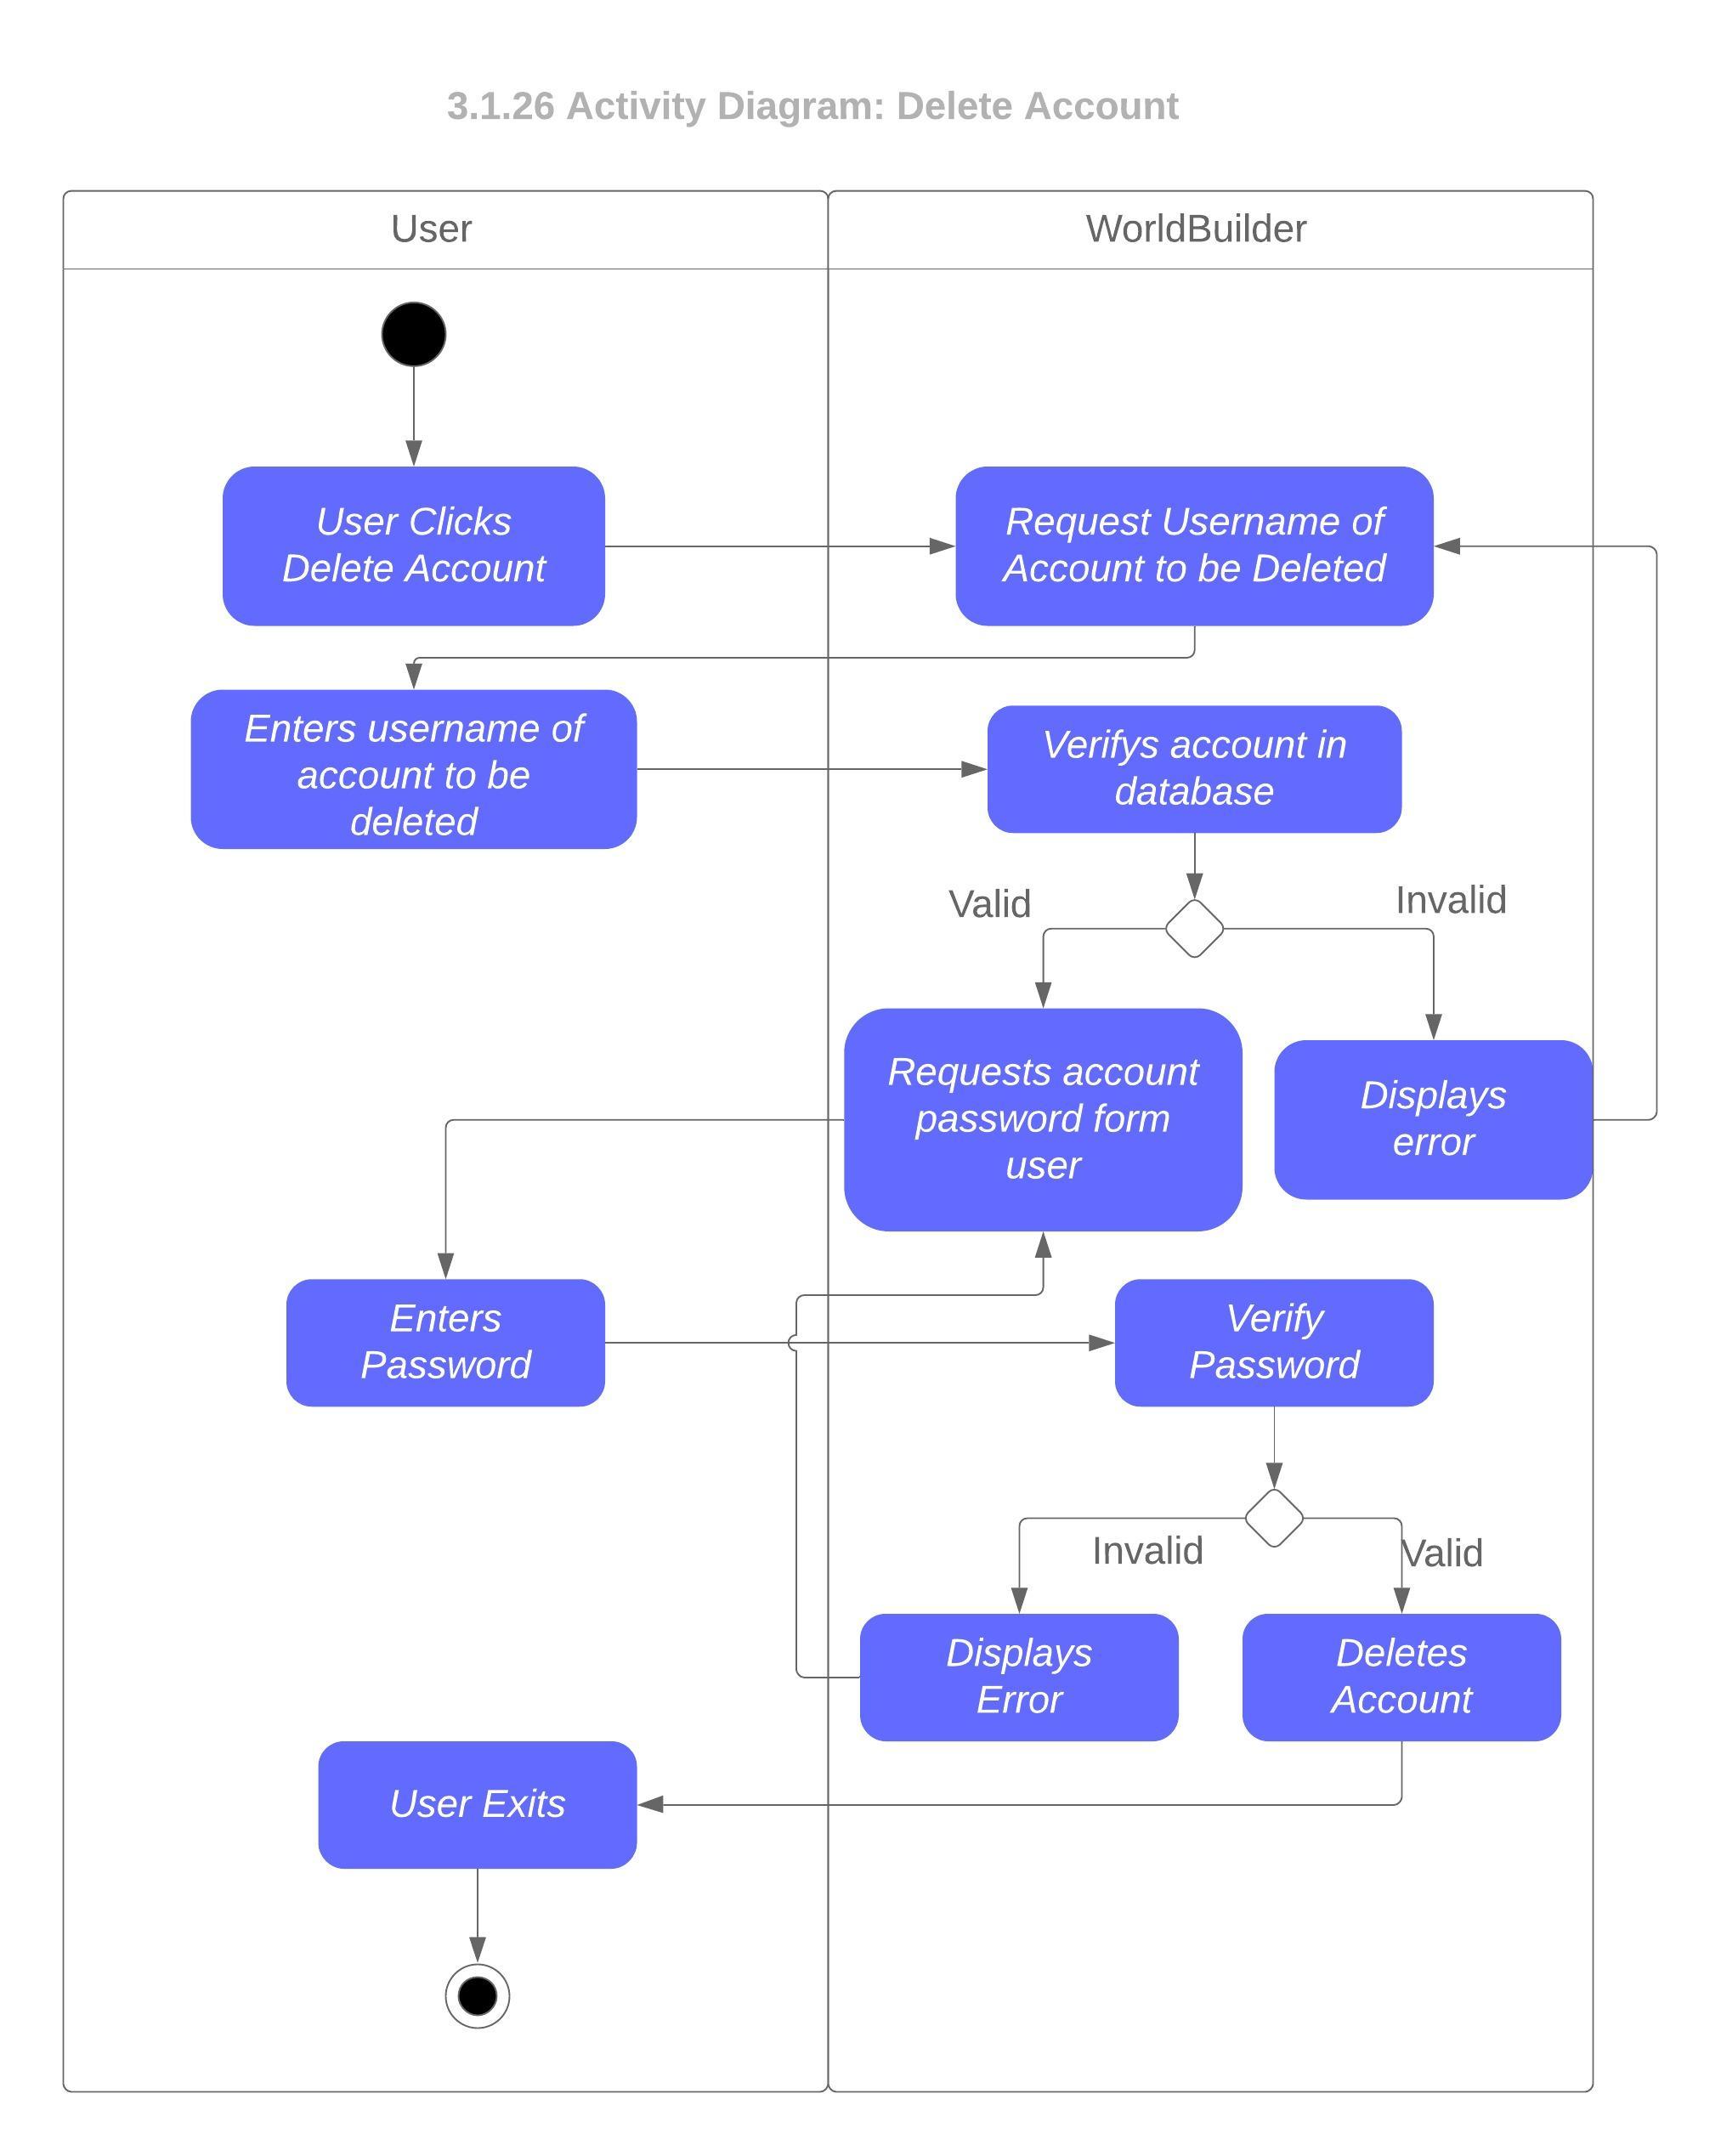 3.1.26 Activity Diagram: Delete Account
User
WorldBuilder
User Clicks
Delete Account
Request Username of
Account to be Deleted
Enters username of
account to be
deleted
Verifys account in
database
Valid
Invalid
Requests account
password form
user
Displays
error
Enters
Password
Verify
Password
Invalid
Valid
Displays
Error
Deletes
Account
User Exits